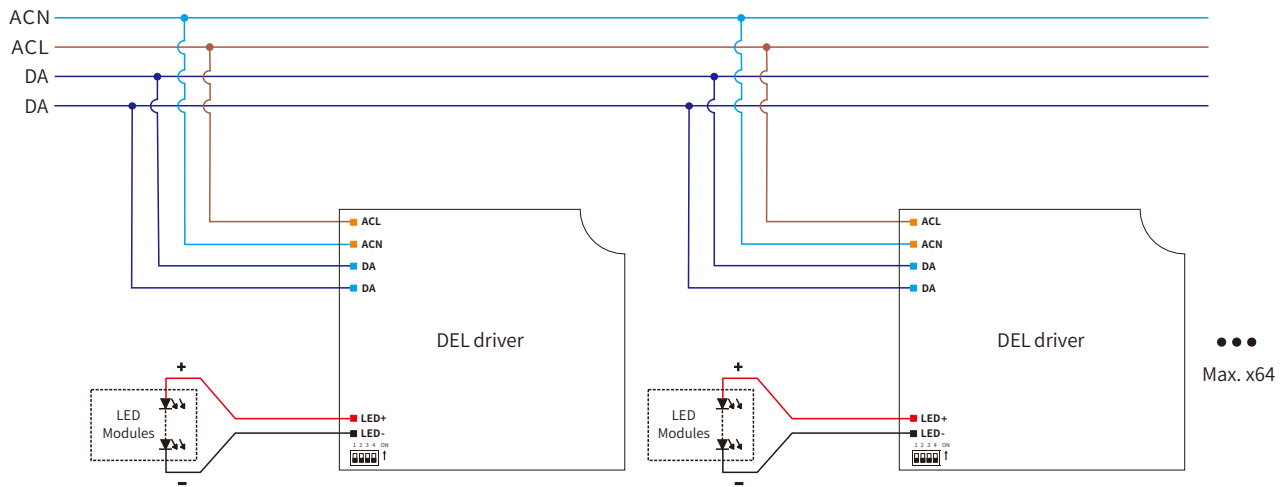 ACN
ACL
DA
DA
ACL
ACN
DA
DA
DEL driver
+
LED
Modules
-
LED+
LED-
1 2 3 4 ON
ACL
ACN
DA
DA
DEL driver
+
LED
Modules
-
LED+
LED-
1 2 3 4 ON
Max. x64